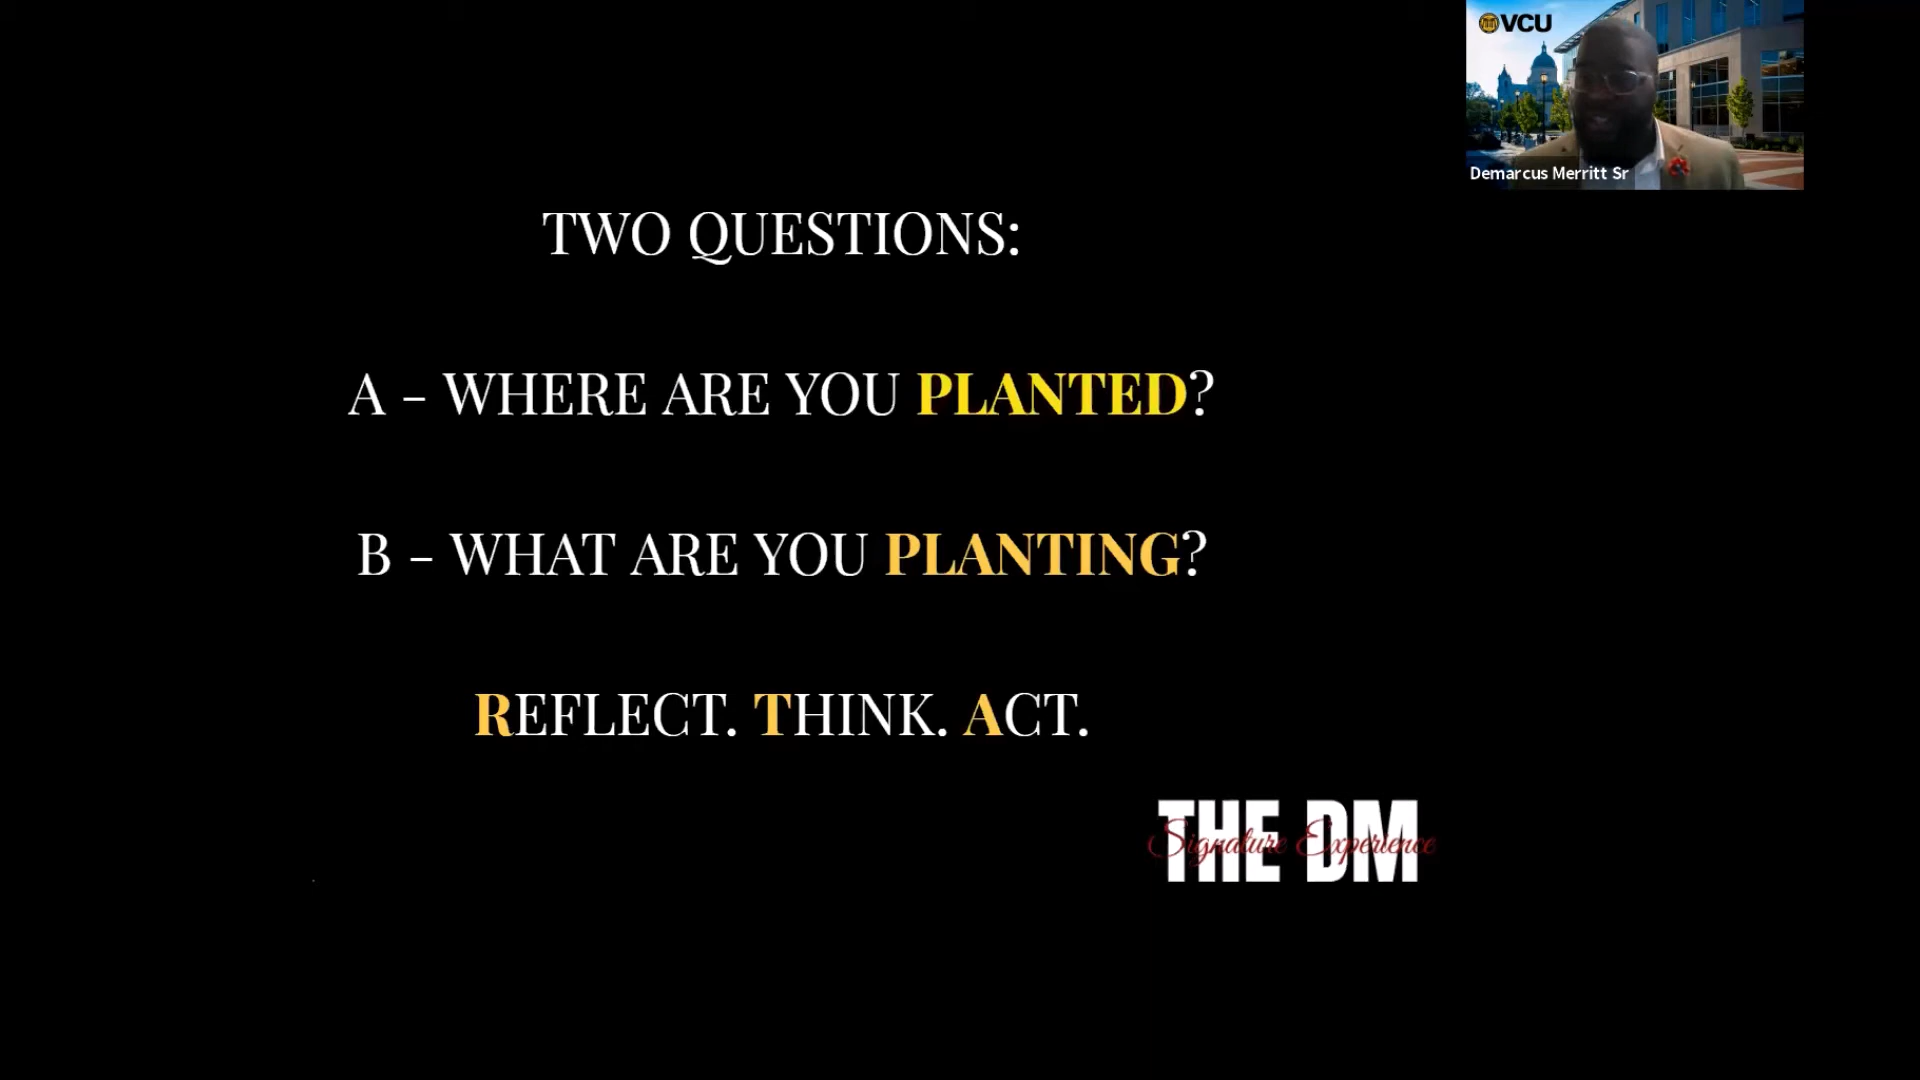 VCU
Demarcus Merritt Sr
TWO QUESTIONS:
A – WHERE ARE YOU PLANTED?
B – WHAT ARE YOU PLANTING?
REFLECT. THINK. ACT.
THE DM
Signature Experience